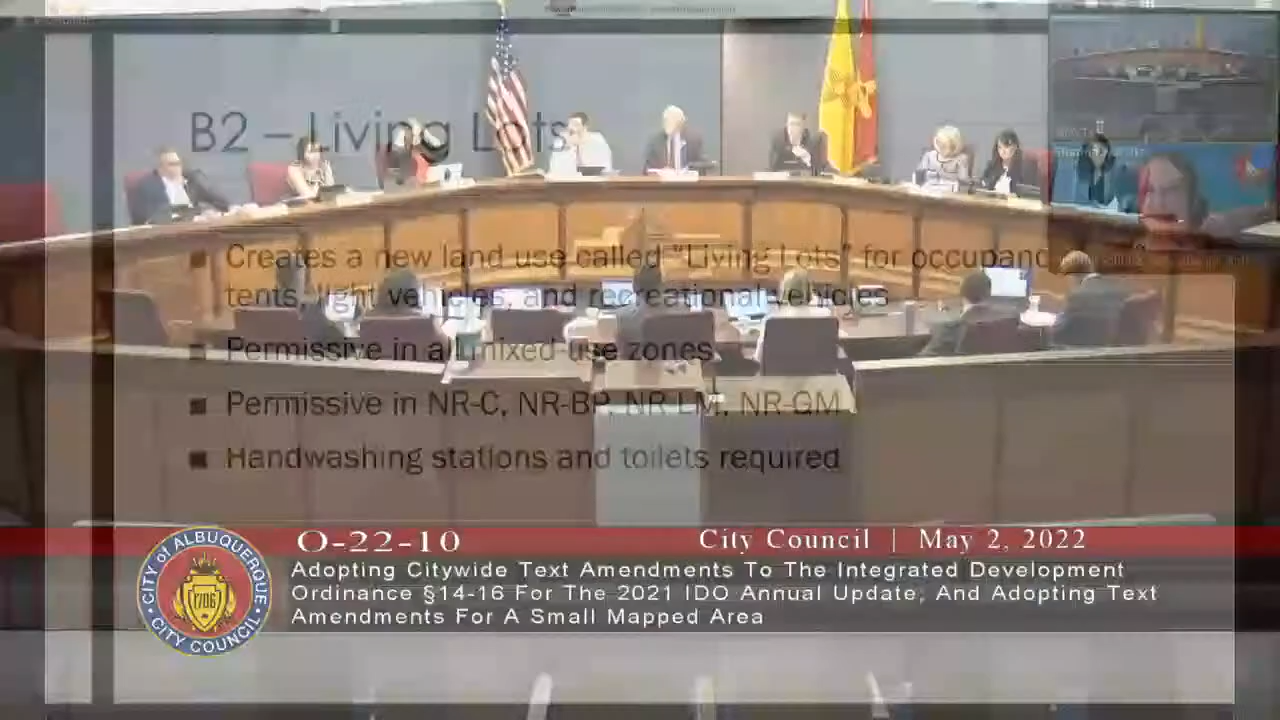 B2 – Living Lots
■ Creates a new land use called "Living Lots" for
tents, light vehicles, and recreational vehicles
■ Permissive in all mixed-use zones
■ Permissive in NR-C, NR-BP, NR-LM, NR-GM
■ Handwashing stations and toilets required
O-22-10
City Council | May 2, 2022
Adopting Citywide Text Amendments To The Integrated Development
Ordinance §14-16 For The 2021 IDO Annual Update; And Adopting Text
Amendments For A Small Mapped Area
CITY of ALBUQUERQUE
1706
CITY COUNCIL